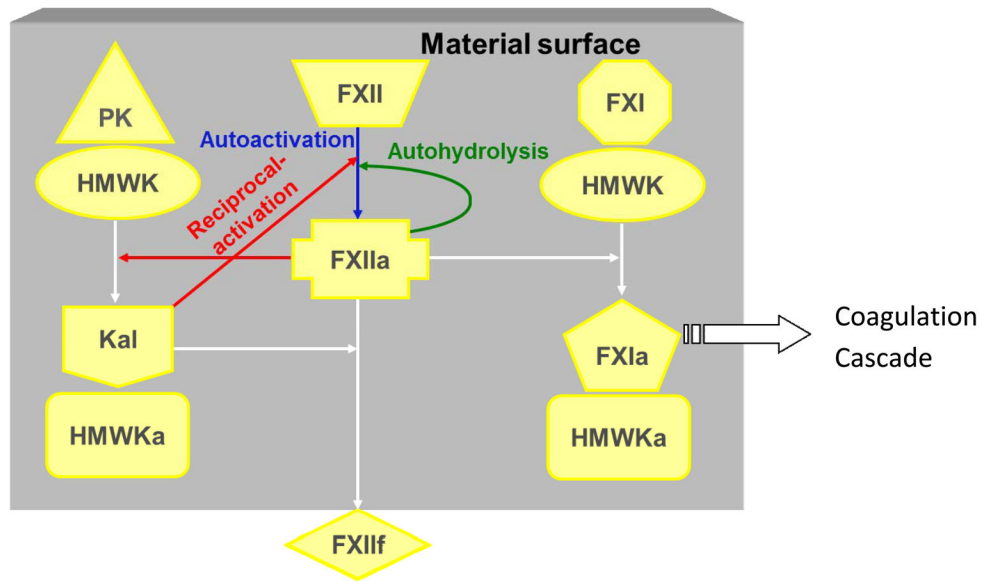 Material surface
PK
FXII
FXI
Autoactivation
Autohydrolysis
HMWK
HMWK
Reciprocal-
activation
FXIIa
Kal
FXIa
Coagulation
Cascade
HMWKa
HMWKa
FXIIf